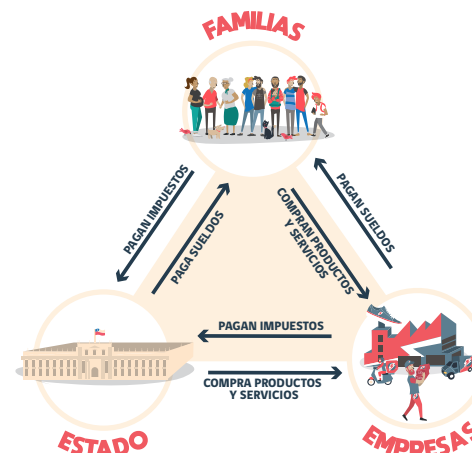 FAMILIAS
PAGAN IMPUESTOS
PAGA SUELDOS
COMPRAN PRODUCTOS
Y SERVICIOS
PAGAN SUELDOS
PAGAN IMPUESTOS
COMPRA PRODUCTOS
Y SERVICIOS
ESTADO
EMPRESAS